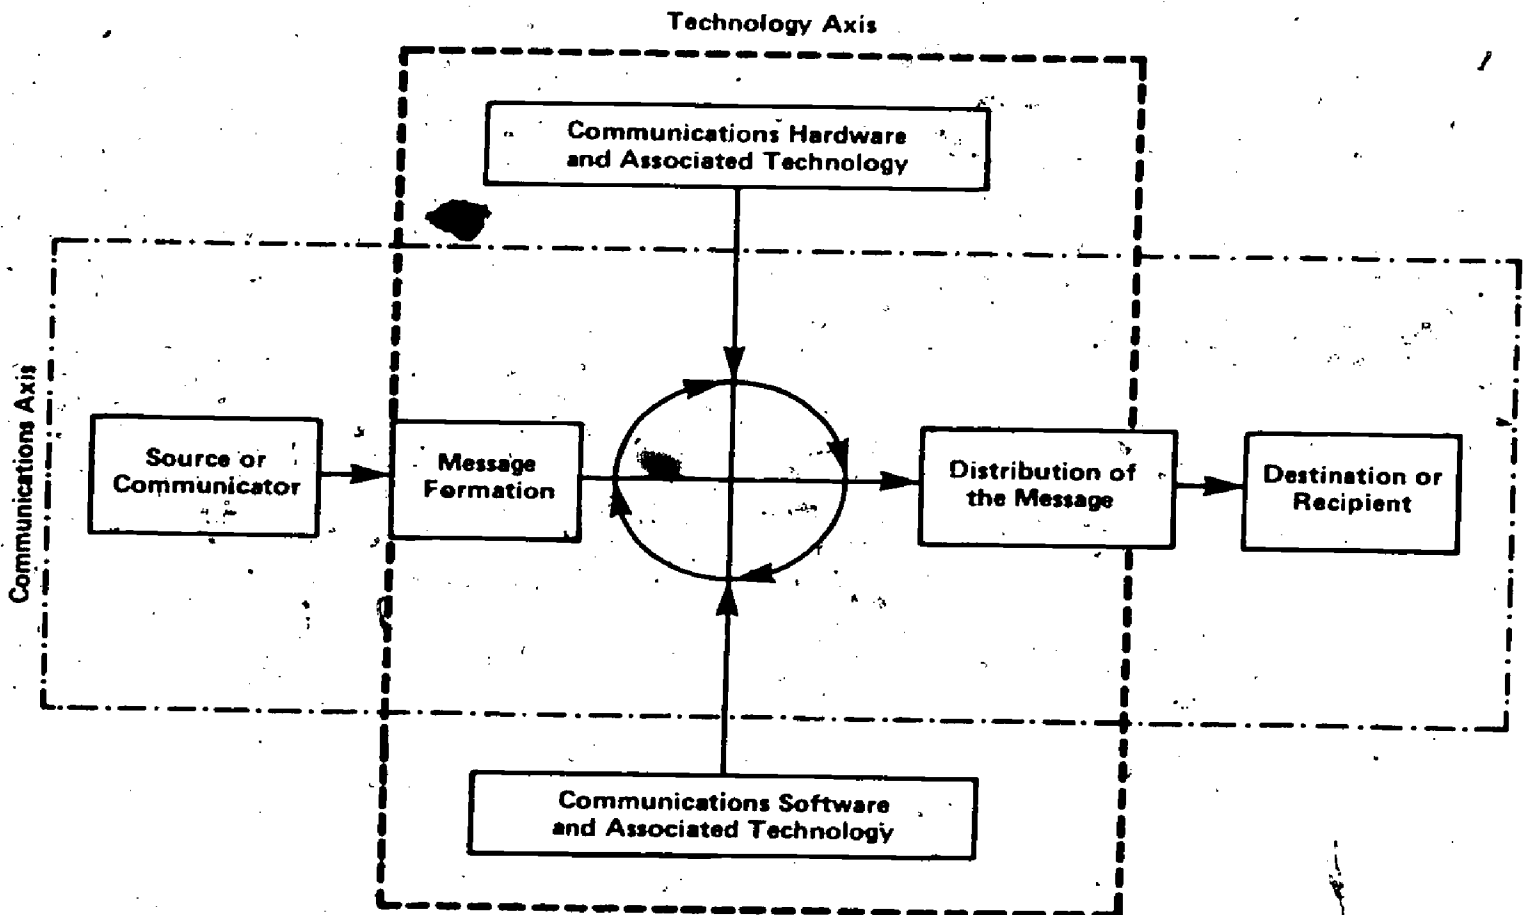 Technology Axis
Communications Hardware
and Associated Technology
Communications Axis
Source or
Communicator
Message
Formation
Distribution of
the Message
Destination or
Recipient
Communications Software
and Associated Technology